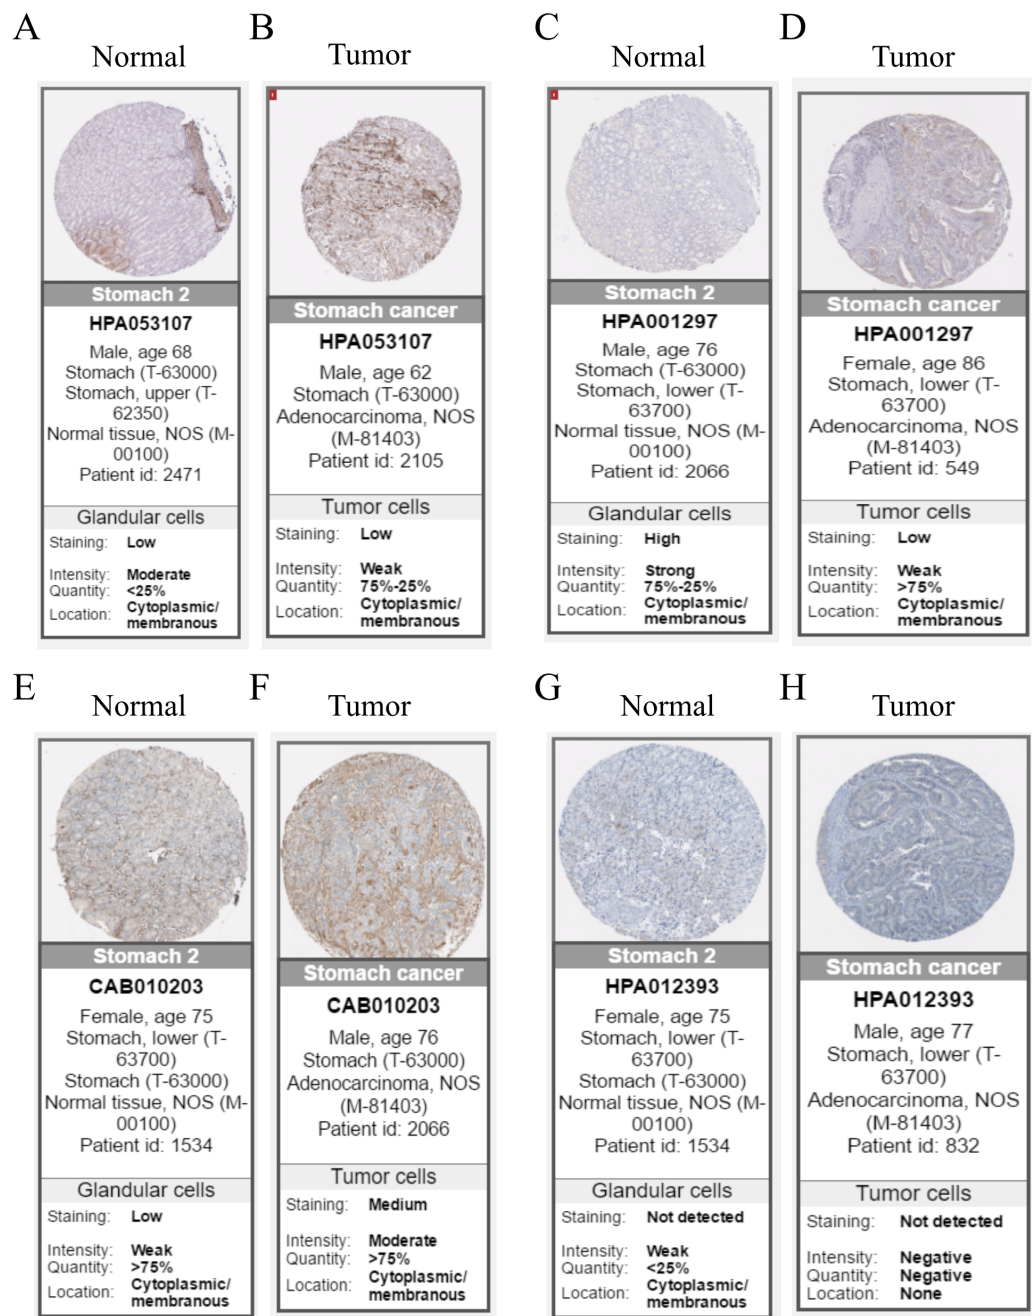 A
Normal
B
Tumor
C
Normal
D
Tumor
Stomach 2
HPA053107
Male, age 68
Stomach (T-63000)
Stomach, upper (T-
62350)
Normal tissue, NOS (M-
00100)
Patient id: 2471
Glandular cells
Staining: Low
Intensity: Moderate
Quantity: <25%
Location: Cytoplasmic/
membranous
Stomach cancer
HPA053107
Male, age 62
Stomach (T-63000)
Adenocarcinoma, NOS
(M-81403)
Patient id: 2105
Tumor cells
Staining: Low
Intensity: Weak
Quantity: 75%-25%
Location: Cytoplasmic/
membranous
Stomach 2
HPA001297
Male, age 76
Stomach (T-63000)
Stomach, lower (T-
63700)
Normal tissue, NOS (M-
00100)
Patient id: 2066
Glandular cells
Staining: High
Intensity: Strong
Quantity: 75%-25%
Location: Cytoplasmic/
membranous
Stomach cancer
HPA001297
Female, age 86
Stomach, lower (T-
63700)
Adenocarcinoma, NOS
(M-81403)
Patient id: 549
Tumor cells
Staining: Low
Intensity: Weak
Quantity: >75%
Location: Cytoplasmic/
membranous
E
Normal
F
Tumor
G
Normal
H
Tumor
Stomach 2
CAB010203
Female, age 75
Stomach, lower (T-
63700)
Stomach (T-63000)
Normal tissue, NOS (M-
00100)
Patient id: 1534
Glandular cells
Staining: Low
Intensity: Weak
Quantity: >75%
Location: Cytoplasmic/
membranous
Stomach cancer
CAB010203
Male, age 76
Stomach (T-63000)
Adenocarcinoma, NOS
(M-81403)
Patient id: 2066
Tumor cells
Staining: Medium
Intensity: Moderate
Quantity: >75%
Location: Cytoplasmic/
membranous
Stomach 2
HPA012393
Female, age 75
Stomach, lower (T-
63700)
Stomach (T-63000)
Normal tissue, NOS (M-
00100)
Patient id: 1534
Glandular cells
Staining: Not detected
Intensity: Weak
Quantity: <25%
Location: Cytoplasmic/
membranous
Stomach cancer
HPA012393
Male, age 77
Stomach, lower (T-
63700)
Adenocarcinoma, NOS
(M-81403)
Patient id: 832
Tumor cells
Staining: Not detected
Intensity: Negative
Quantity: Negative
Location: None